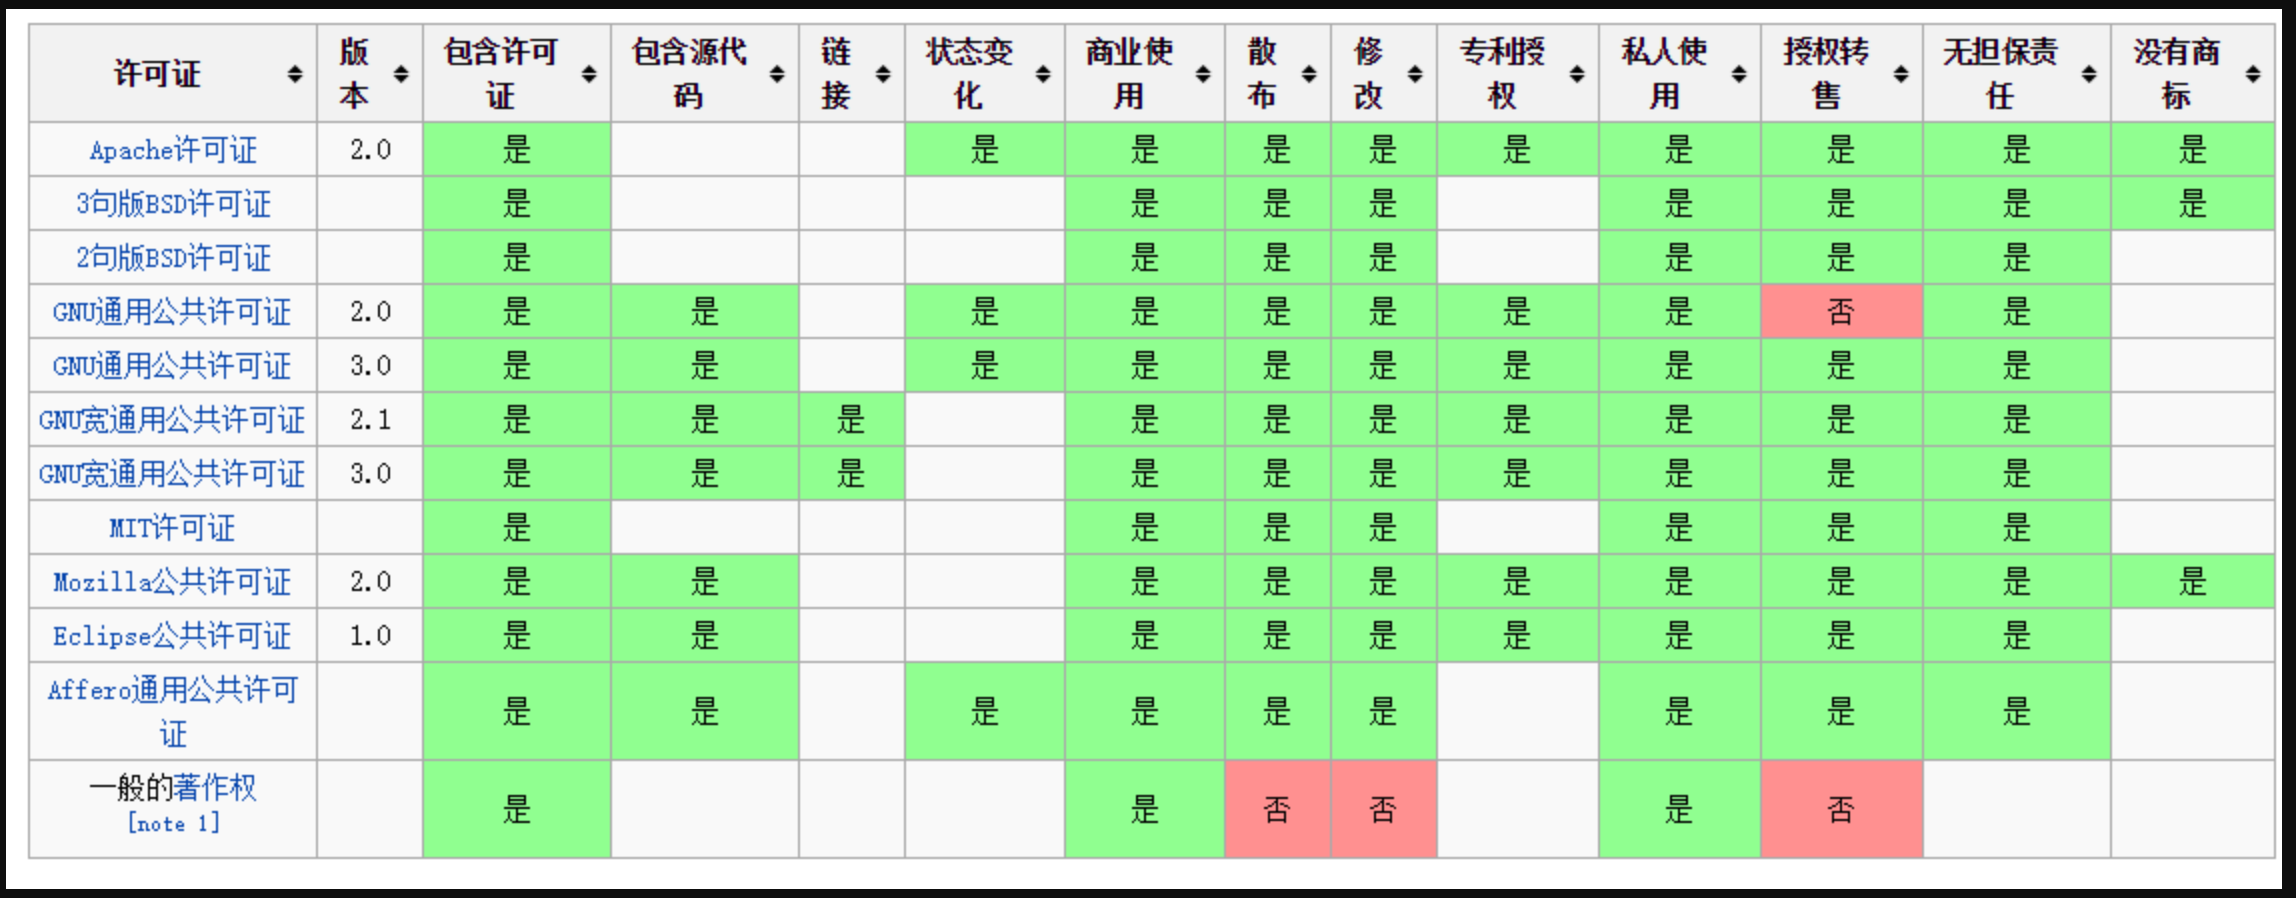 许可证 版本 包含许可证 包含源代码 链接 状态变化 商业使用 散布 修改 专利授权 私人使用 授权转售 无担保责任 没有商标
Apache许可证 2.0 是 是 是 是 是 是 是 是 是 是
3句版BSD许可证 是 是 是 是 是 是 是 是
2句版BSD许可证 是 是 是 是 是 是 是
GNU通用公共许可证 2.0 是 是 是 是 是 是 是 是 否 是
GNU通用公共许可证 3.0 是 是 是 是 是 是 是 是 是 是
GNU宽通用公共许可证 2.1 是 是 是 是 是 是 是 是 是 是
GNU宽通用公共许可证 3.0 是 是 是 是 是 是 是 是 是 是
MIT许可证 是 是 是 是 是 是 是
Mozilla公共许可证 2.0 是 是 是 是 是 是 是 是 是 是
Eclipse公共许可证 1.0 是 是 是 是 是 是 是 是 是
Affero通用公共许可证 是 是 是 是 是 是 是 是 是
一般的著作权 [note 1] 是 是 否 否 是 否